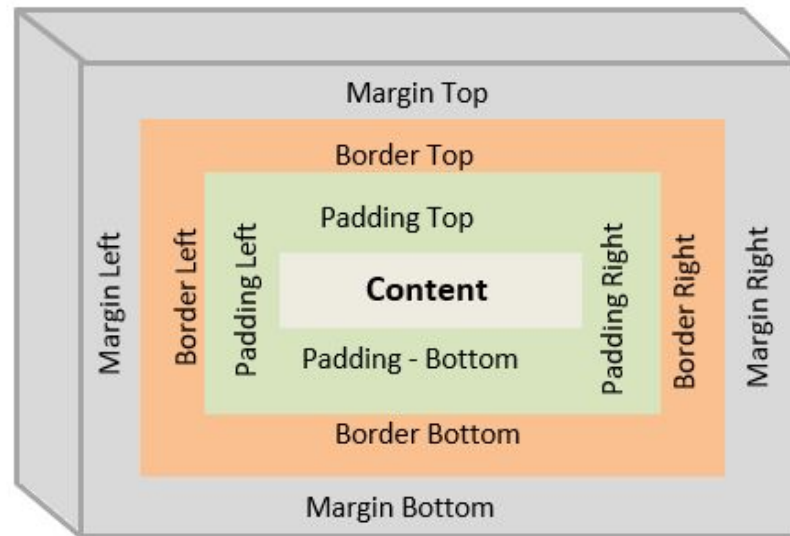 Margin Top
Border Top
Padding Top
Margin Left
Border Left
Padding Left
Content
Padding Right
Border Right
Margin Right
Padding - Bottom
Border Bottom
Margin Bottom